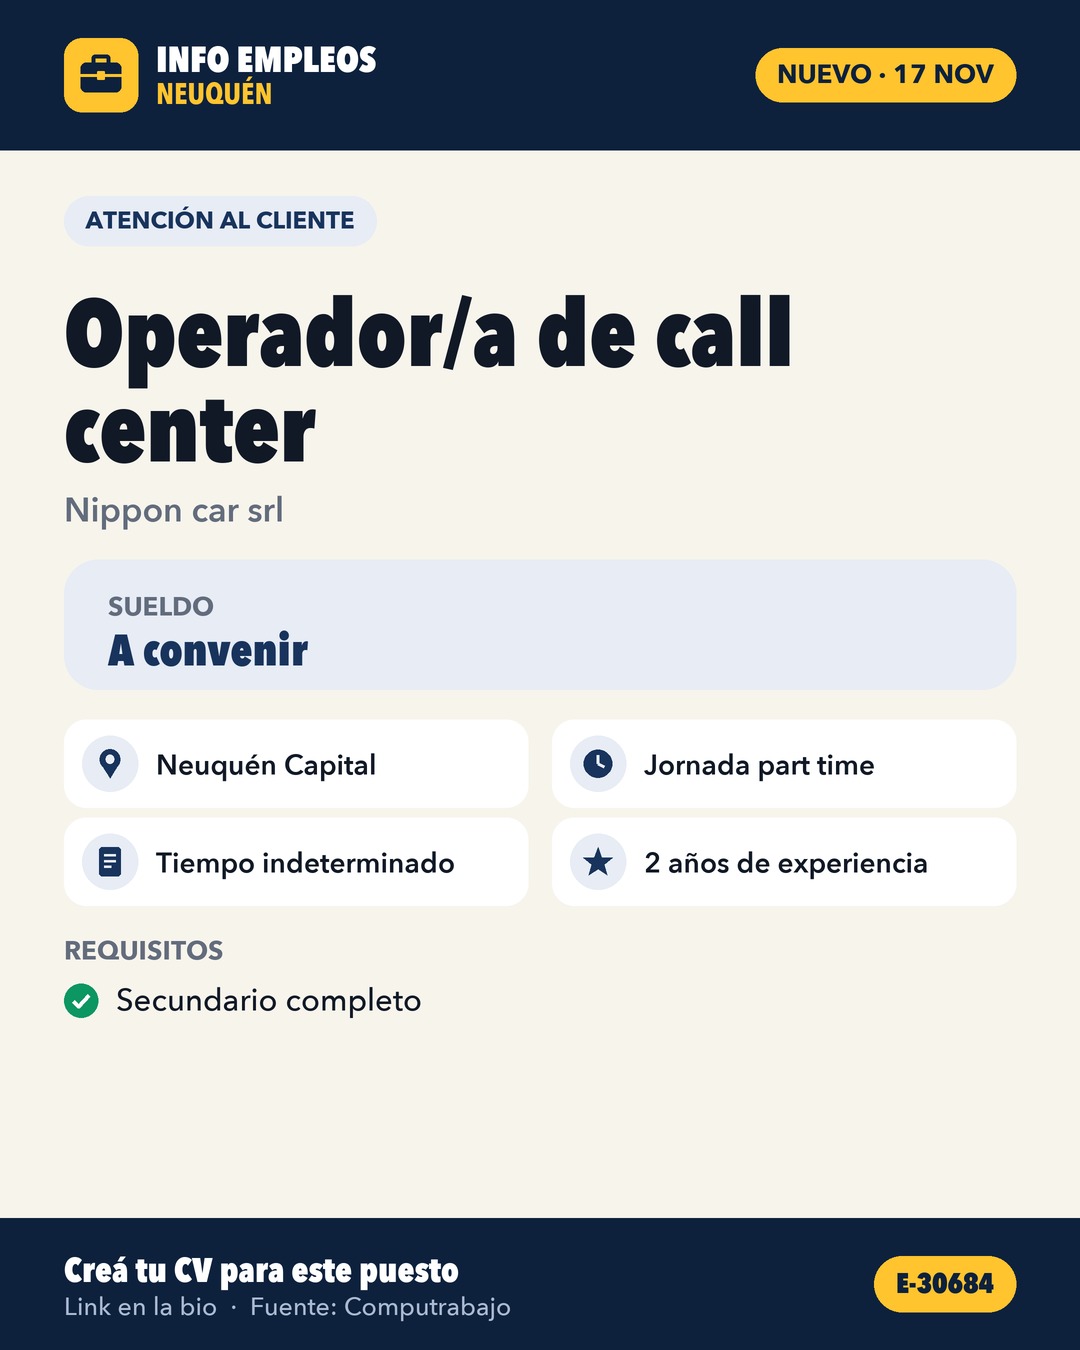 INFO EMPLEOS
NEUQUÉN
NUEVO · 17 NOV
ATENCIÓN AL CLIENTE
Operador/a de call
center
Nippon car srl
SUELDO
A convenir
Neuquén Capital
Jornada part time
Tiempo indeterminado
2 años de experiencia
REQUISITOS
Secundario completo
Creá tu CV para este puesto
Link en la bio · Fuente: Computrabajo
E-30684